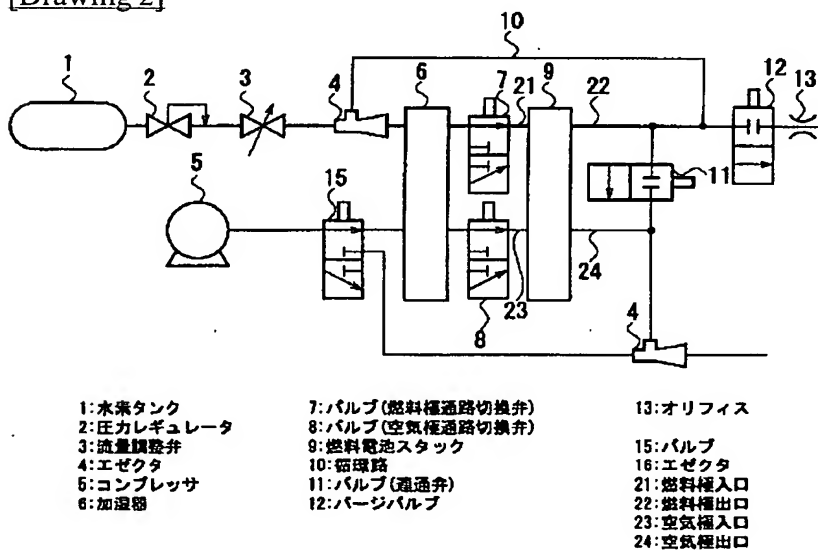 [Drawing 2]
10
1
2
3
4
6
7
21
9
22
12
13
5
15
11
23
24
8
4
1:水素タンク
2:圧力レギュレータ
3:流量調整弁
4:エゼクタ
5:コンプレッサ
6:加湿器
7:バルブ(燃料極通路切換弁)
8:バルブ(空気極通路切換弁)
9:燃料電池スタック
10:循環路
11:バルブ(連通弁)
12:パージバルブ
13:オリフィス
15:バルブ
16:エゼクタ
21:燃料極入口
22:燃料極出口
23:空気極入口
24:空気極出口